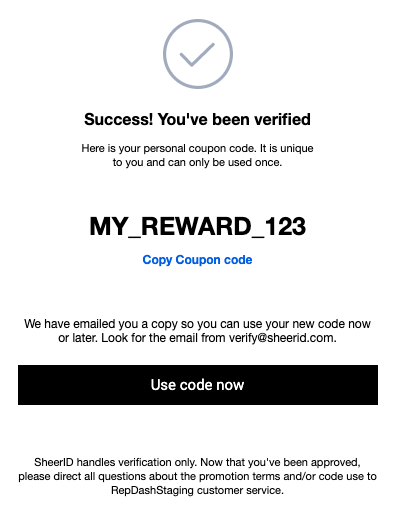 Success! You've been verified
Here is your personal coupon code. It is unique
to you and can only be used once.
MY_REWARD_123
Copy Coupon code
We have emailed you a copy so you can use your new code now
or later. Look for the email from verify@sheerid.com.
Use code now
SheerID handles verification only. Now that you've been approved,
please direct all questions about the promotion terms and/or code use to
RepDashStaging customer service.